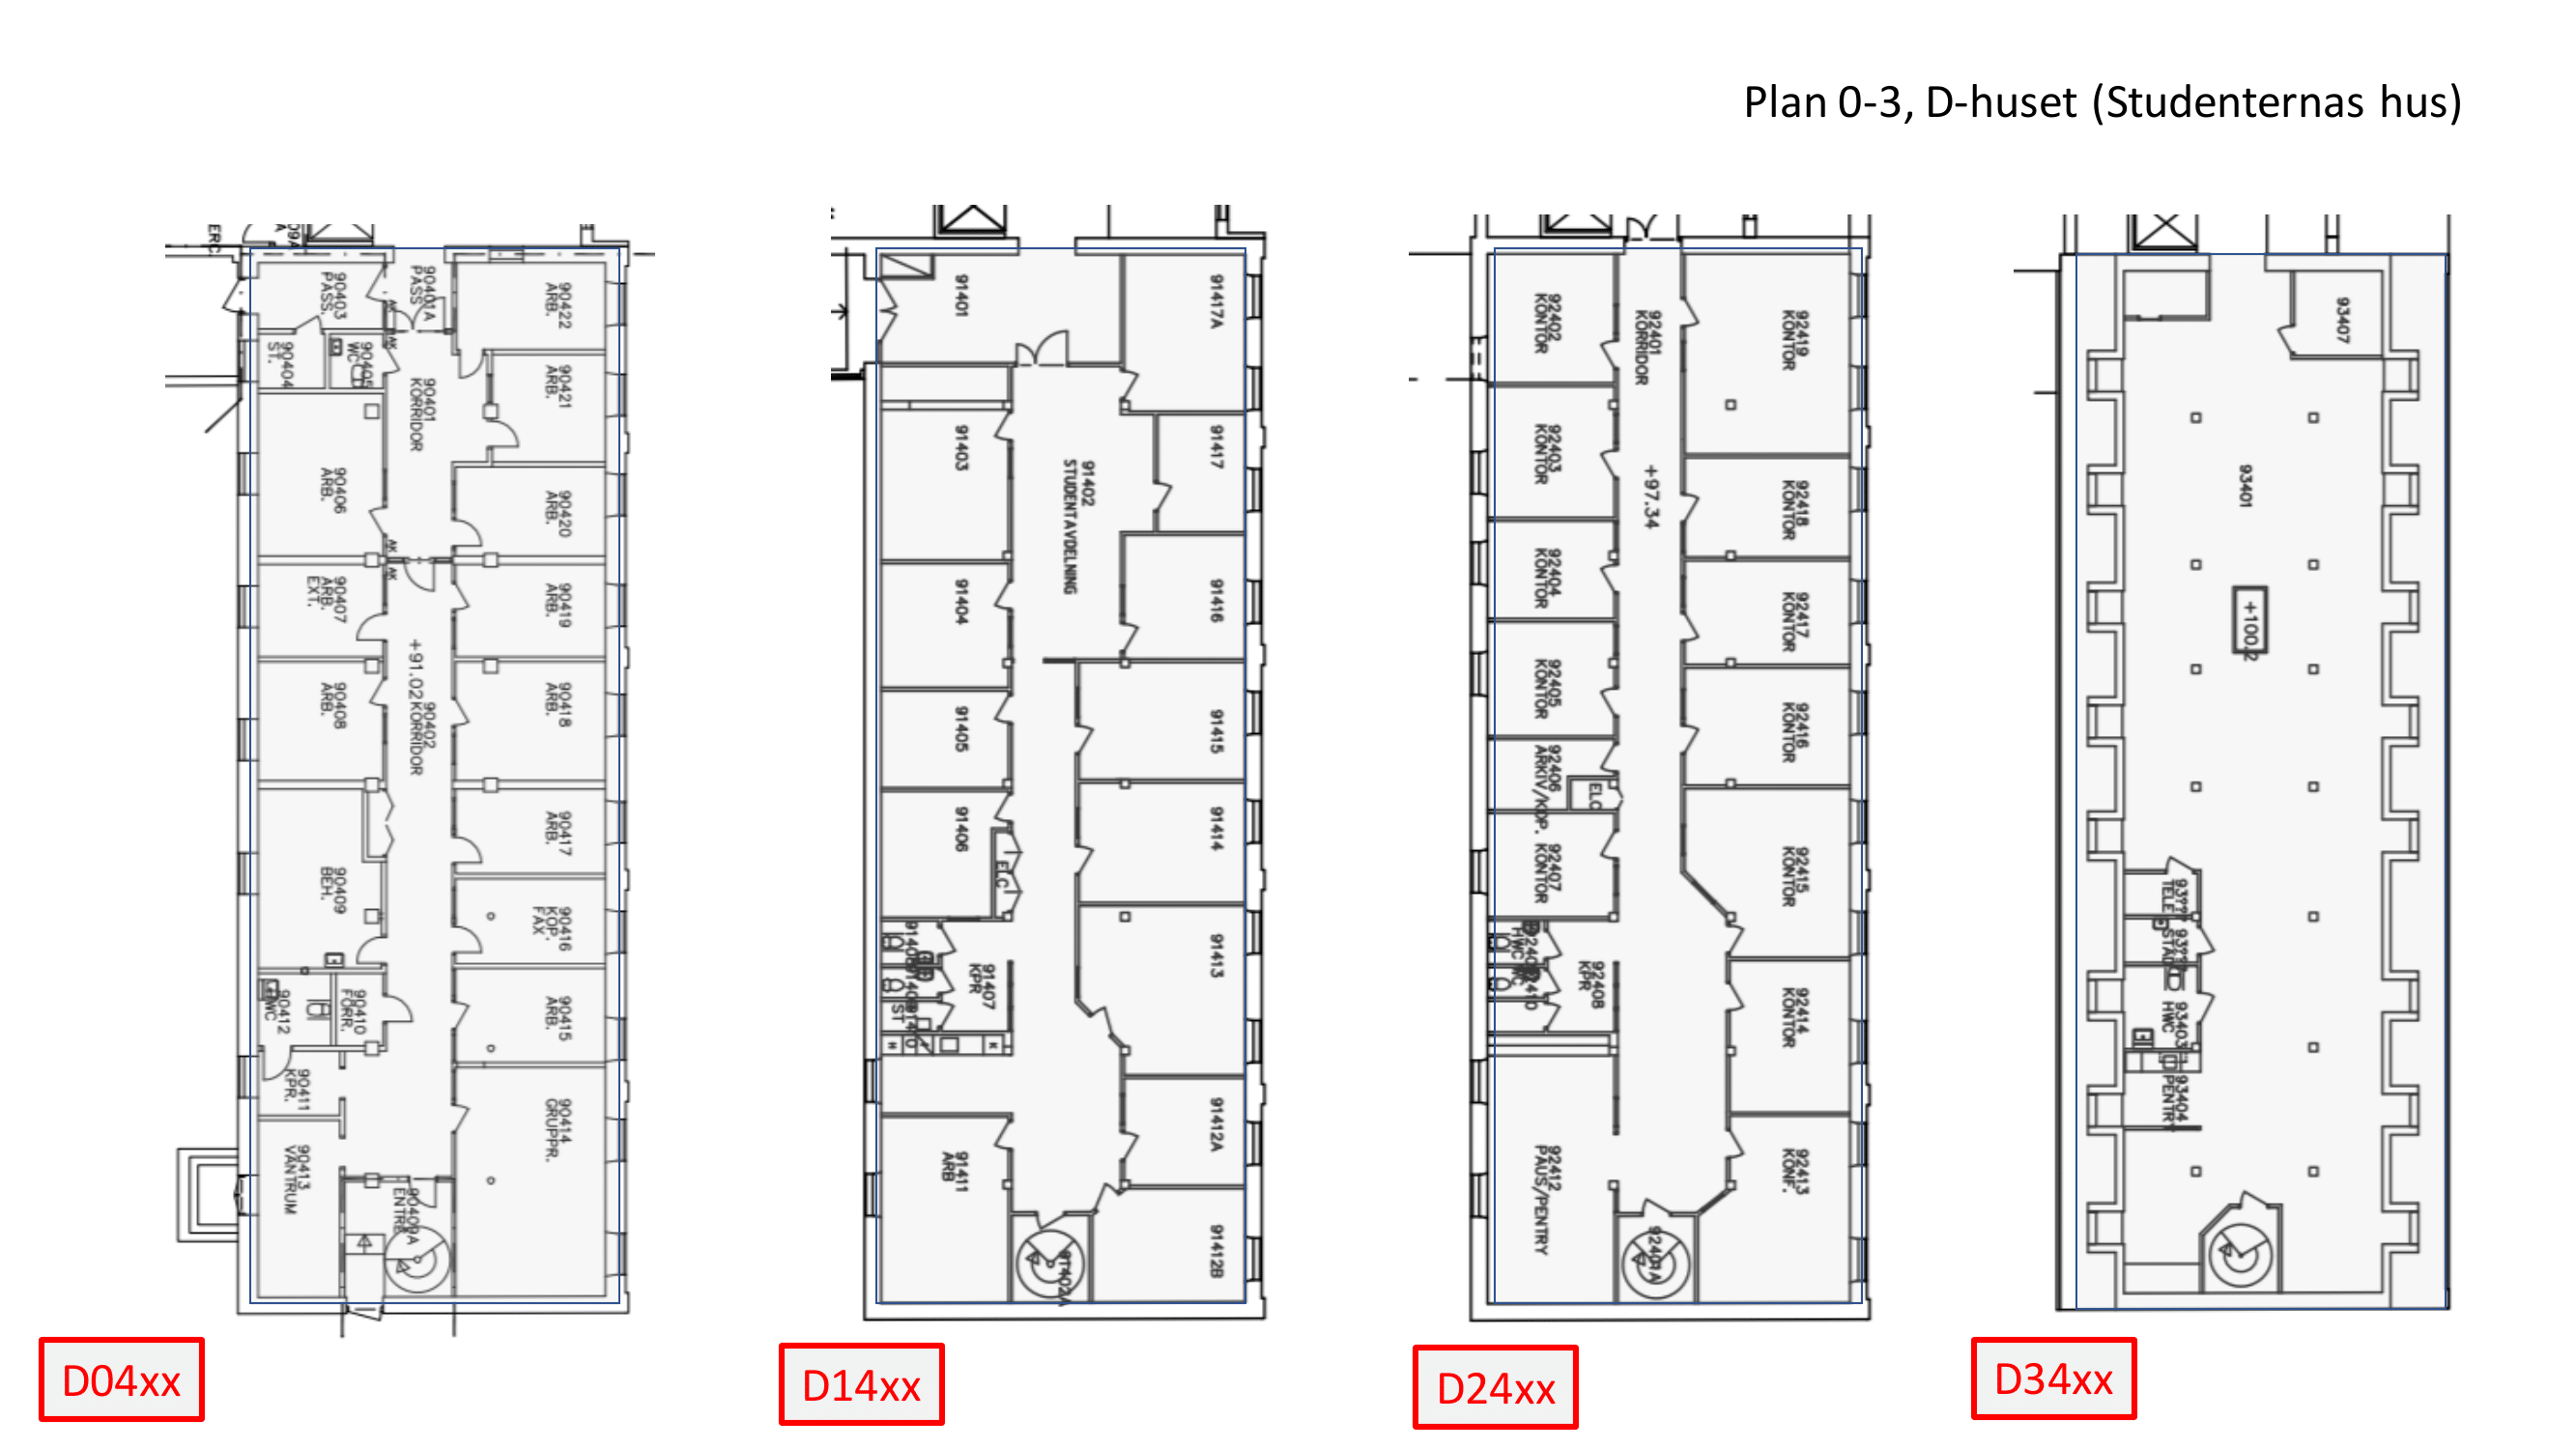 Plan 0-3, D-huset (Studenternas hus)
90403
PASS.
90401A
PASS
90422
ARB.
90404
ST.
90405
WC
AK
AK
90401
KORRIDOR
90421
ARB.
90406
ARB.
90420
ARB.
AK
AK
90407
ARB.
EXT.
90419
ARB.
90408
ARB.
+91.02
90402
KORRIDOR
90418
ARB.
90417
ARB.
90409
BEH.
90416
KOP.
FAX
90412
90410
FÖRR.
90415
ARB.
90411
KPR.
90414
GRUPPR.
90413
VÄNTRUM
ENTRE
D04xx
91401
91417A
91403
91402
STUDENTAVDELNING
91417
91404
91416
91405
91415
91406
ELC
91414
91407
KPR
ST
91413
91412A
91411
ARB
91402A
91412B
D14xx
92402
KONTOR
92401
KORRIDOR
92419
KONTOR
92403
KONTOR
+97.34
92418
KONTOR
92404
KONTOR
92417
KONTOR
92405
KONTOR
92416
KONTOR
92406
ARKIV/KOP.
ELC
92407
KONTOR
92415
KONTOR
92408
KPR
92414
KONTOR
92412
PAUS/PENTRY
92413
KONF.
92401A
D24xx
93407
93401
+100.2
TELE
STÄD
93403
HWC
93404
PENTRY
D34xx